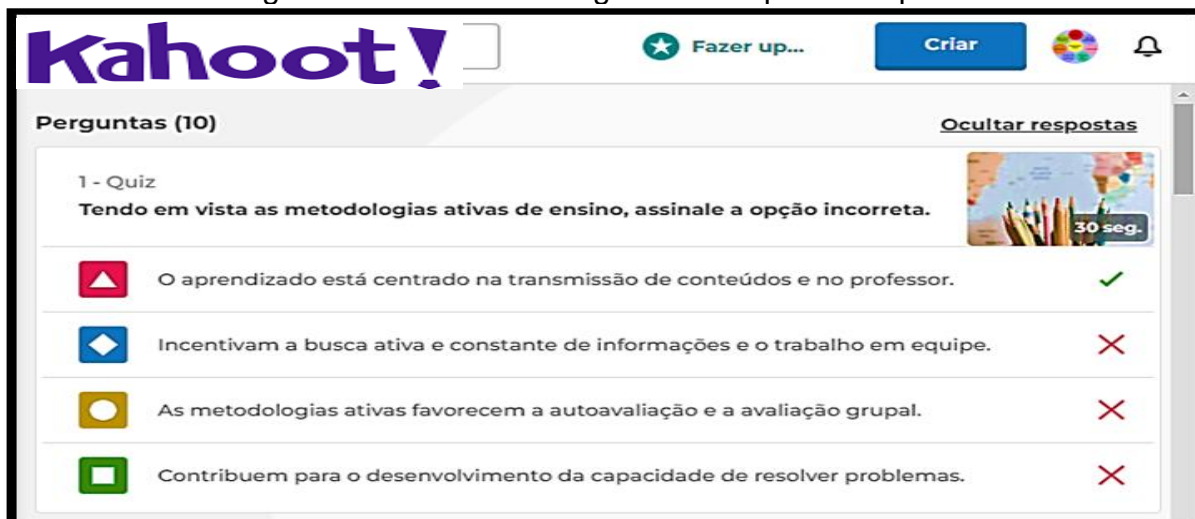 Kahoot!
Fazer up...
Criar
Perguntas (10)
Ocultar respostas
1 - Quiz
Tendo em vista as metodologias ativas de ensino, assinale a opção incorreta.
30 seg.
O aprendizado está centrado na transmissão de conteúdos e no professor.
Incentivam a busca ativa e constante de informações e o trabalho em equipe.
As metodologias ativas favorecem a autoavaliação e a avaliação grupal.
Contribuem para o desenvolvimento da capacidade de resolver problemas.